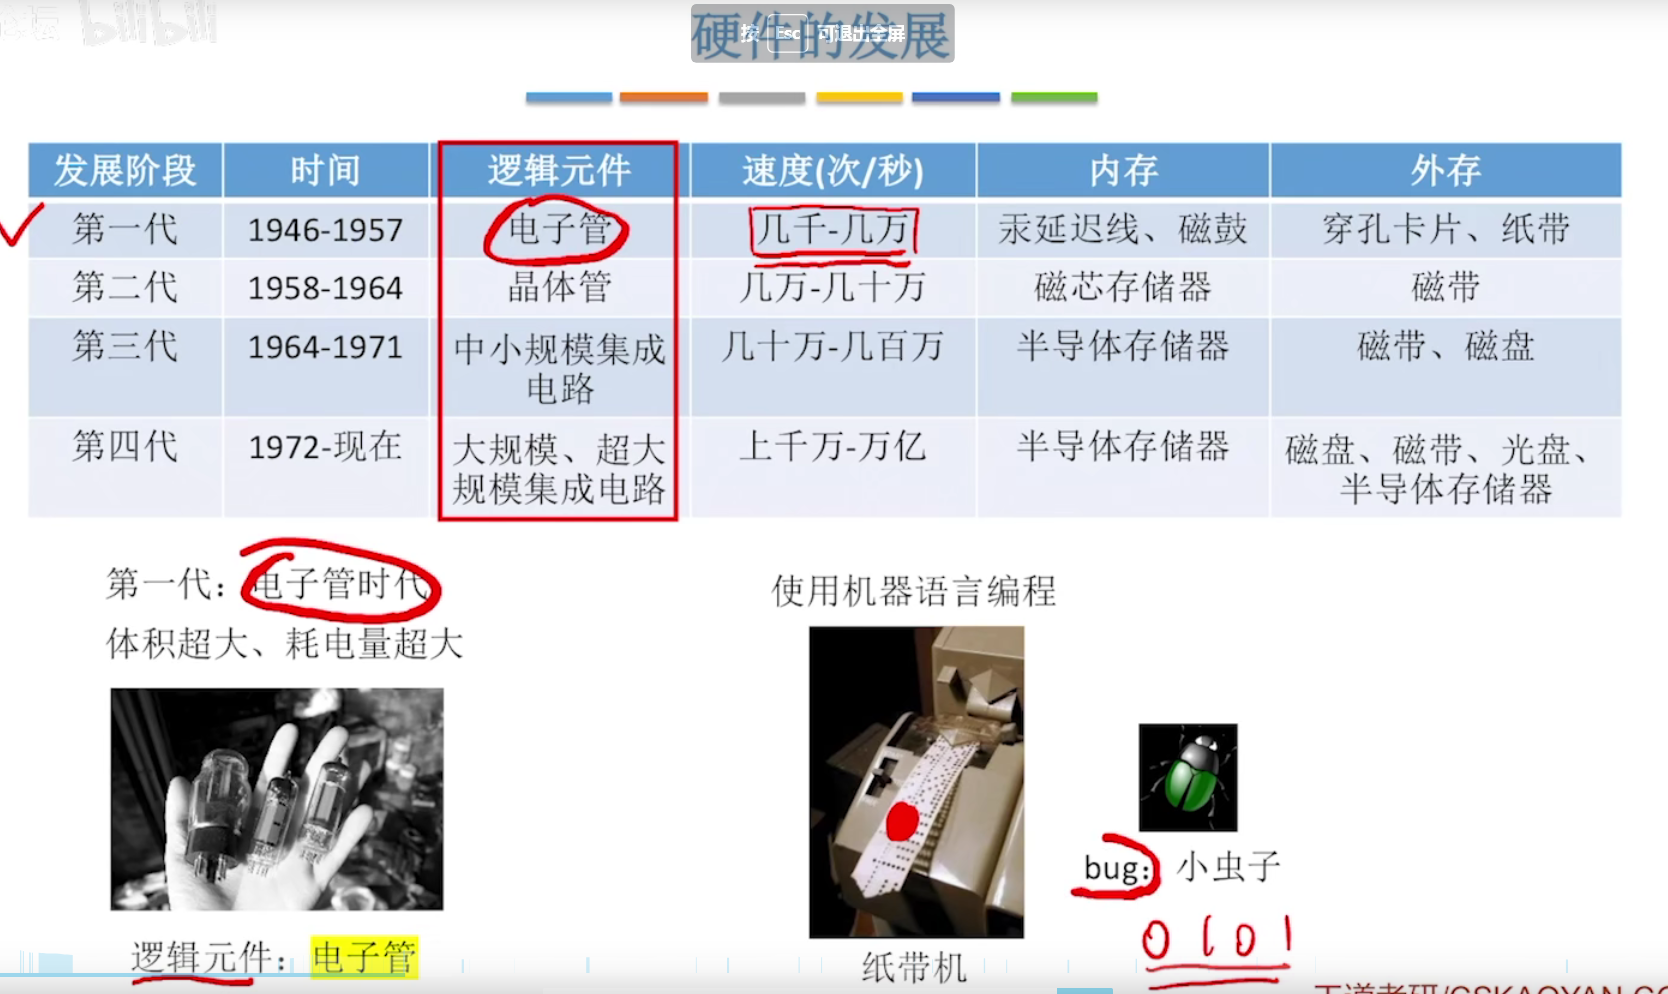 bilibili
硬件的发展
按 Esc 可退出全屏
发展阶段 时间 逻辑元件 速度(次/秒) 内存 外存
第一代 1946-1957 电子管 几千-几万 汞延迟线、磁鼓 穿孔卡片、纸带
第二代 1958-1964 晶体管 几万-几十万 磁芯存储器 磁带
第三代 1964-1971 中小规模集成 几十万-几百万 半导体存储器 磁带、磁盘
电路
第四代 1972-现在 大规模、超大 上千万-万亿 半导体存储器 磁盘、磁带、光盘、
规模集成电路 半导体存储器
第一代：电子管时代
使用机器语言编程
体积超大、耗电量超大
bug：小虫子
0101
逻辑元件：电子管
纸带机
王道考研/CSKAOYAN.CO